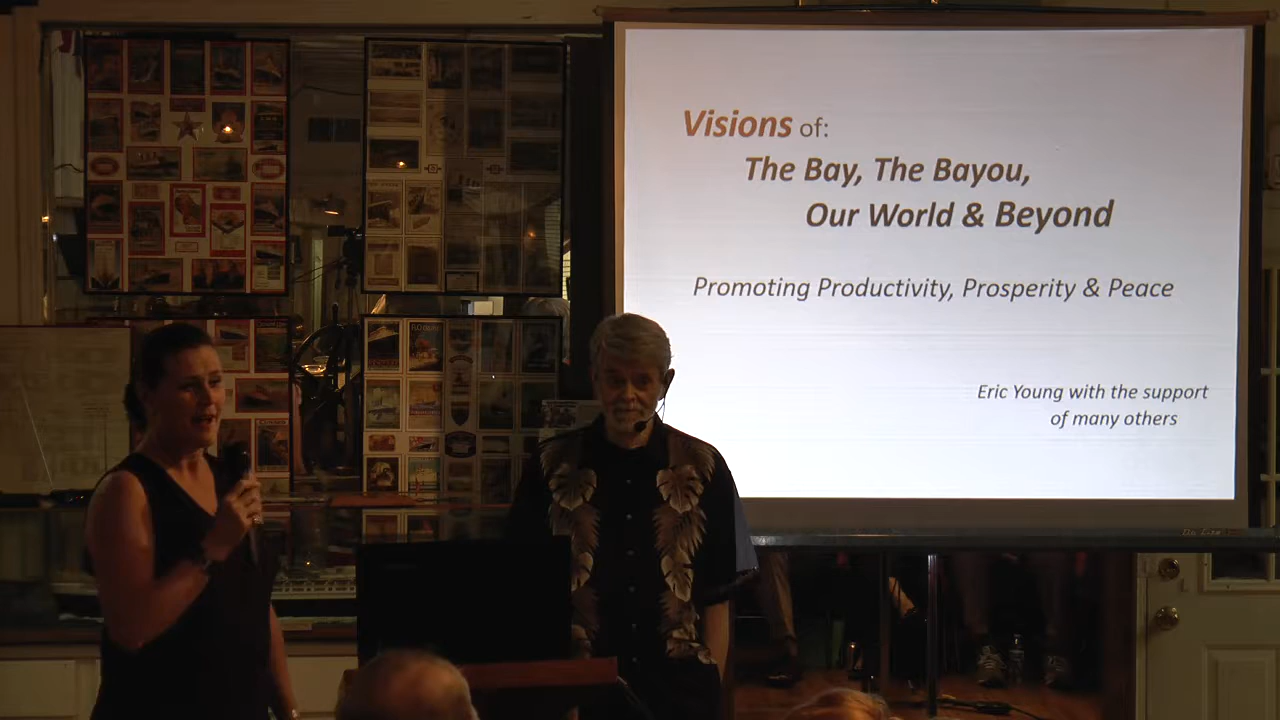 Visions of:
The Bay, The Bayou,
Our World & Beyond
Promoting Productivity, Prosperity & Peace
Eric Young with the support
of many others